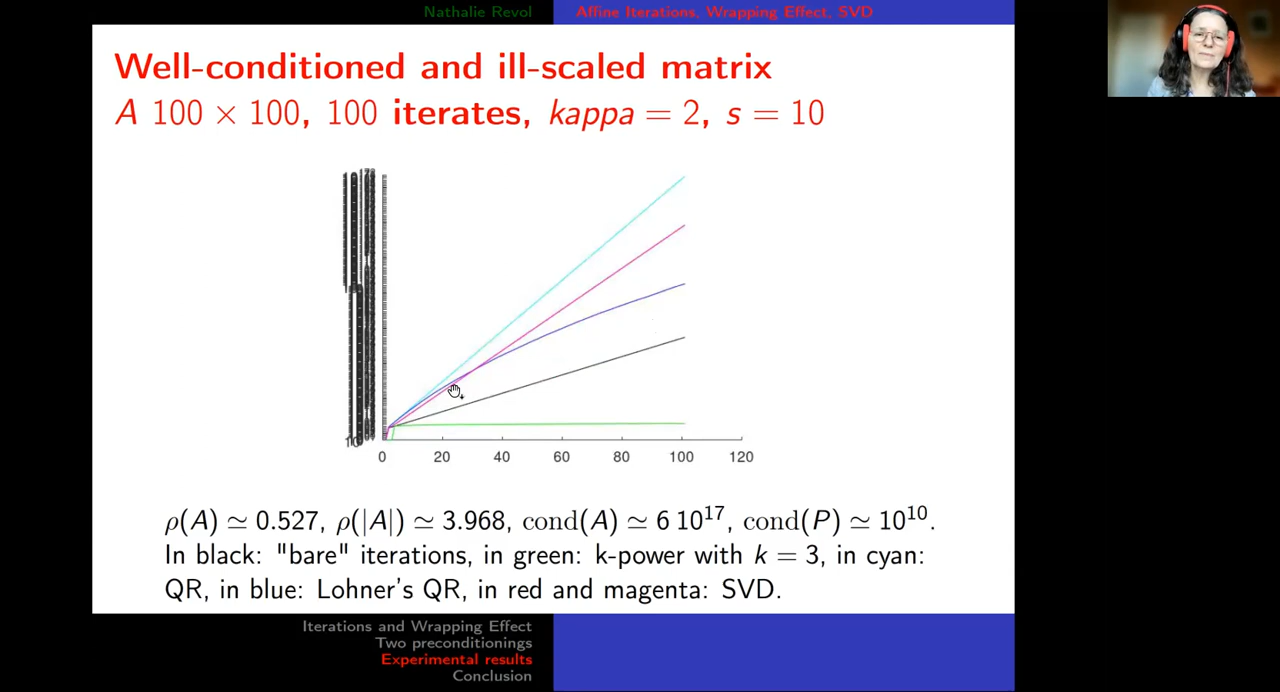 Nathalie Revol
Affine Iterations, Wrapping Effect, SVD
Well-conditioned and ill-scaled matrix
A 100 × 100, 100 iterates, kappa = 2, s = 10
0 20 40 60 80 100 120
ρ(A) ≃ 0.527, ρ(|A|) ≃ 3.968, cond(A) ≃ 6 10¹⁷, cond(P) ≃ 10¹⁰.
In black: "bare" iterations, in green: k-power with k = 3, in cyan:
QR, in blue: Lohner's QR, in red and magenta: SVD.
Iterations and Wrapping Effect
Two preconditionings
Experimental results
Conclusion